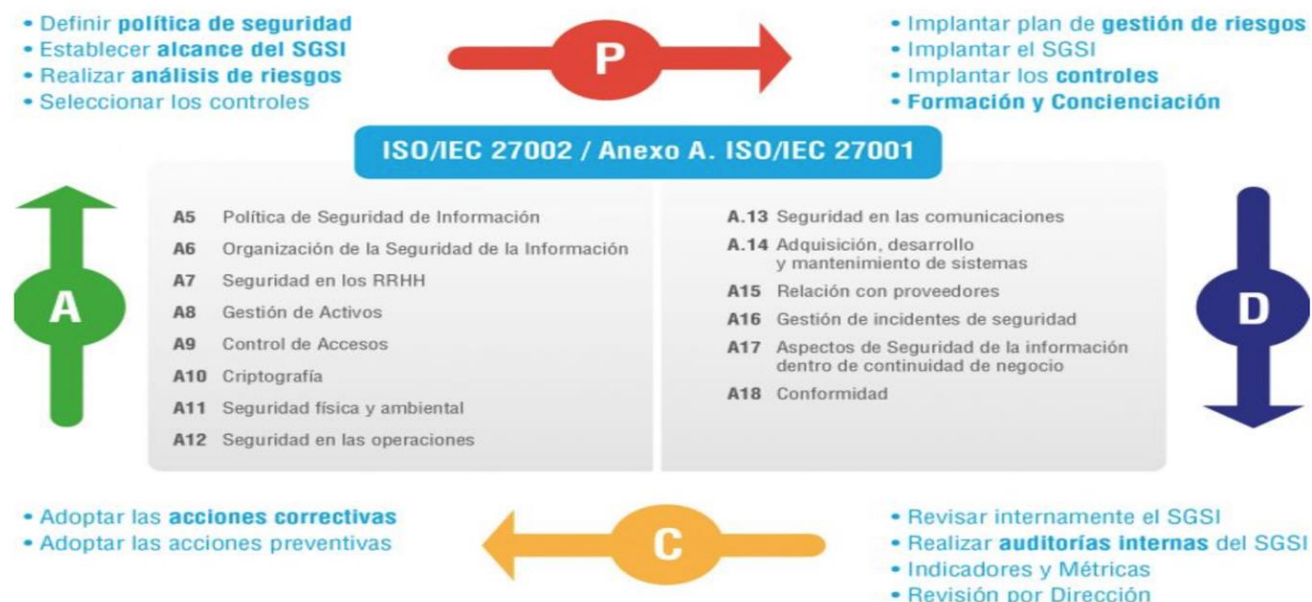 • Definir política de seguridad
• Establecer alcance del SGSI
• Realizar análisis de riesgos
• Seleccionar los controles
P
• Implantar plan de gestión de riesgos
• Implantar el SGSI
• Implantar los controles
• Formación y Concienciación
ISO/IEC 27002 / Anexo A. ISO/IEC 27001
A
A5 Política de Seguridad de Información
A6 Organización de la Seguridad de la Información
A7 Seguridad en los RRHH
A8 Gestión de Activos
A9 Control de Accesos
A10 Criptografía
A11 Seguridad física y ambiental
A12 Seguridad en las operaciones
A.13 Seguridad en las comunicaciones
A.14 Adquisición, desarrollo
y mantenimiento de sistemas
A15 Relación con proveedores
A16 Gestión de incidentes de seguridad
A17 Aspectos de Seguridad de la información
dentro de continuidad de negocio
A18 Conformidad
D
• Adoptar las acciones correctivas
• Adoptar las acciones preventivas
C
• Revisar internamente el SGSI
• Realizar auditorías internas del SGSI
• Indicadores y Métricas
• Revisión por Dirección